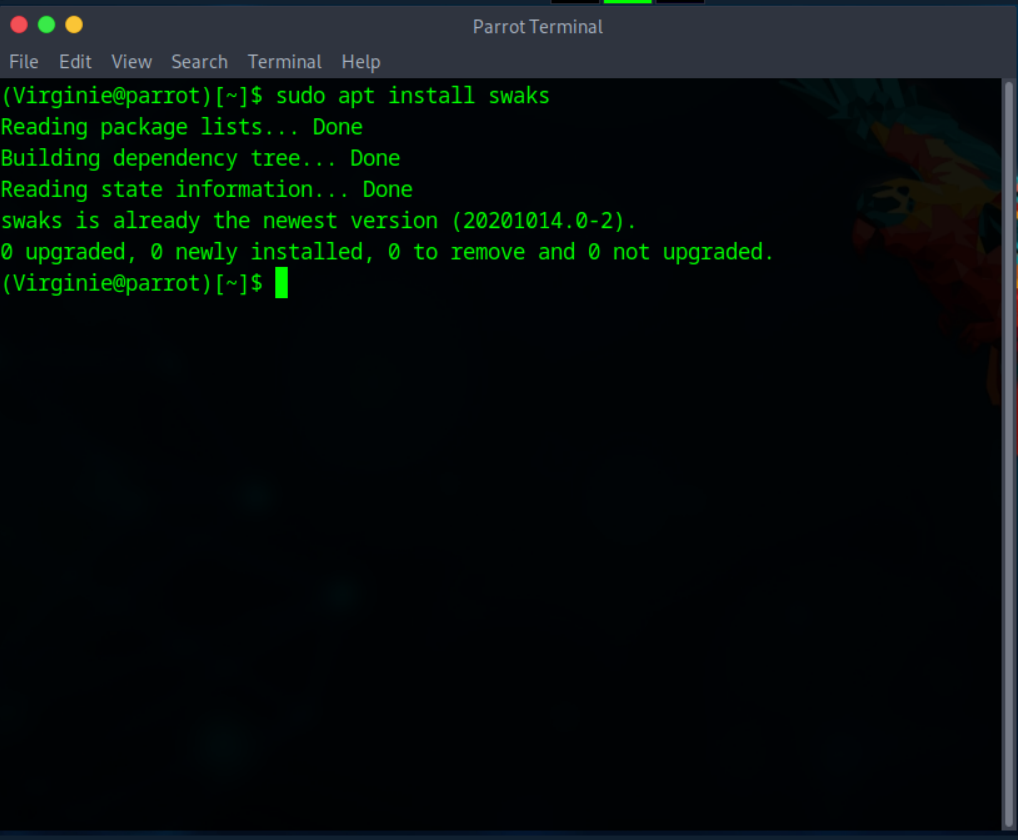 Parrot Terminal
File Edit View Search Terminal Help
(Virginie@parrot)[~]$ sudo apt install swaks
Reading package lists... Done
Building dependency tree... Done
Reading state information... Done
swaks is already the newest version (20201014.0-2).
0 upgraded, 0 newly installed, 0 to remove and 0 not upgraded.
(Virginie@parrot)[~]$